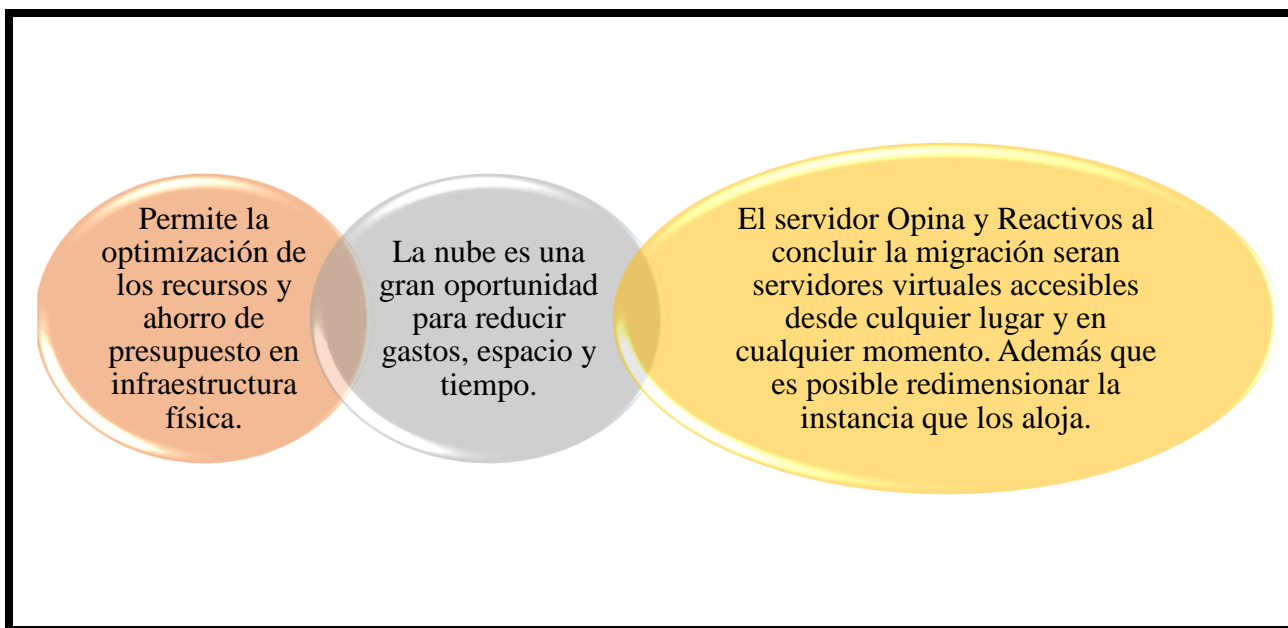 Permite la
optimización de
los recursos y
ahorro de
presupuesto en
infraestructura
física.
La nube es una
gran oportunidad
para reducir
gastos, espacio y
tiempo.
El servidor Opina y Reactivos al
concluir la migración seran
servidores virtuales accesibles
desde culquier lugar y en
cualquier momento. Además que
es posible redimensionar la
instancia que los aloja.